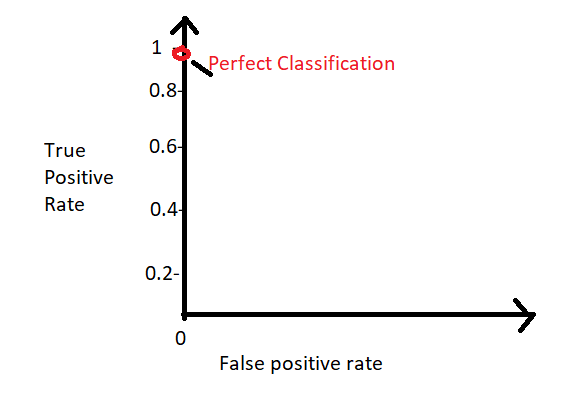 1
Perfect Classification
0.8-
0.6-
True
Positive
Rate
0.4-
0.2-
0
False positive rate